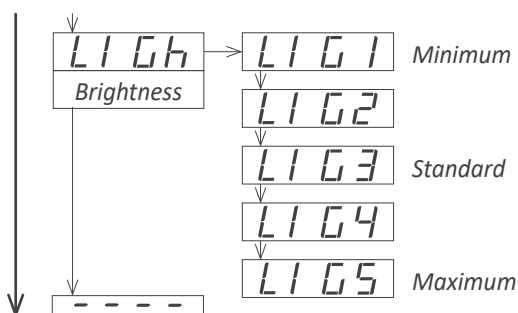 LIGh
LIG1 Minimum
Brightness
LIG2
LIG3 Standard
LIG4
LIG5 Maximum
----